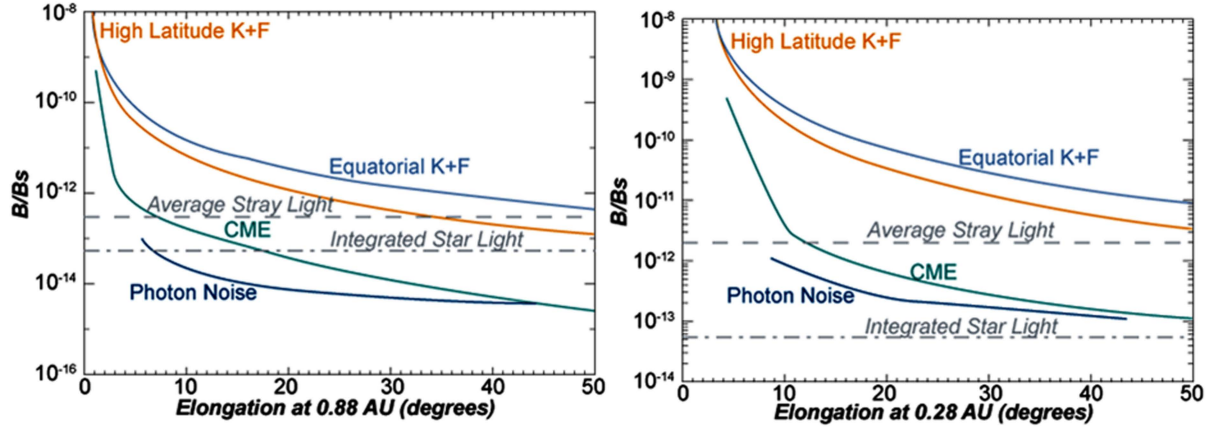 High Latitude K+F
Equatorial K+F
Average Stray Light
CME
Integrated Star Light
Photon Noise
B/Bs
10-8
10-10
10-12
10-14
10-16
0
10
20
30
40
50
Elongation at 0.88 AU (degrees)
High Latitude K+F
Equatorial K+F
Average Stray Light
CME
Photon Noise
Integrated Star Light
B/Bs
10-8
10-9
10-10
10-11
10-12
10-13
10-14
0
10
20
30
40
50
Elongation at 0.28 AU (degrees)